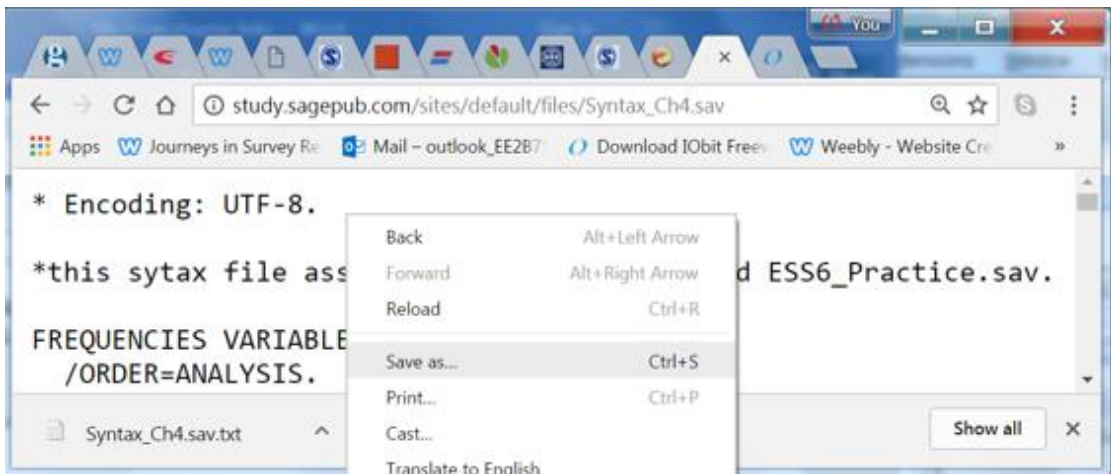 You
study.sagepub.com/sites/default/files/Syntax_Ch4.sav
Apps Journeys in Survey Re Mail – outlook_EE2B7 Download IObit Free Weebly - Website Cre »
* Encoding: UTF-8.
*this sytax file ass d ESS6_Practice.sav.
FREQUENCIES VARIABLE
/ORDER=ANALYSIS.
Back Alt+Left Arrow
Forward Alt+Right Arrow
Reload Ctrl+R
Save as... Ctrl+S
Print... Ctrl+P
Cast...
Translate to English
Syntax_Ch4.sav.txt
Show all